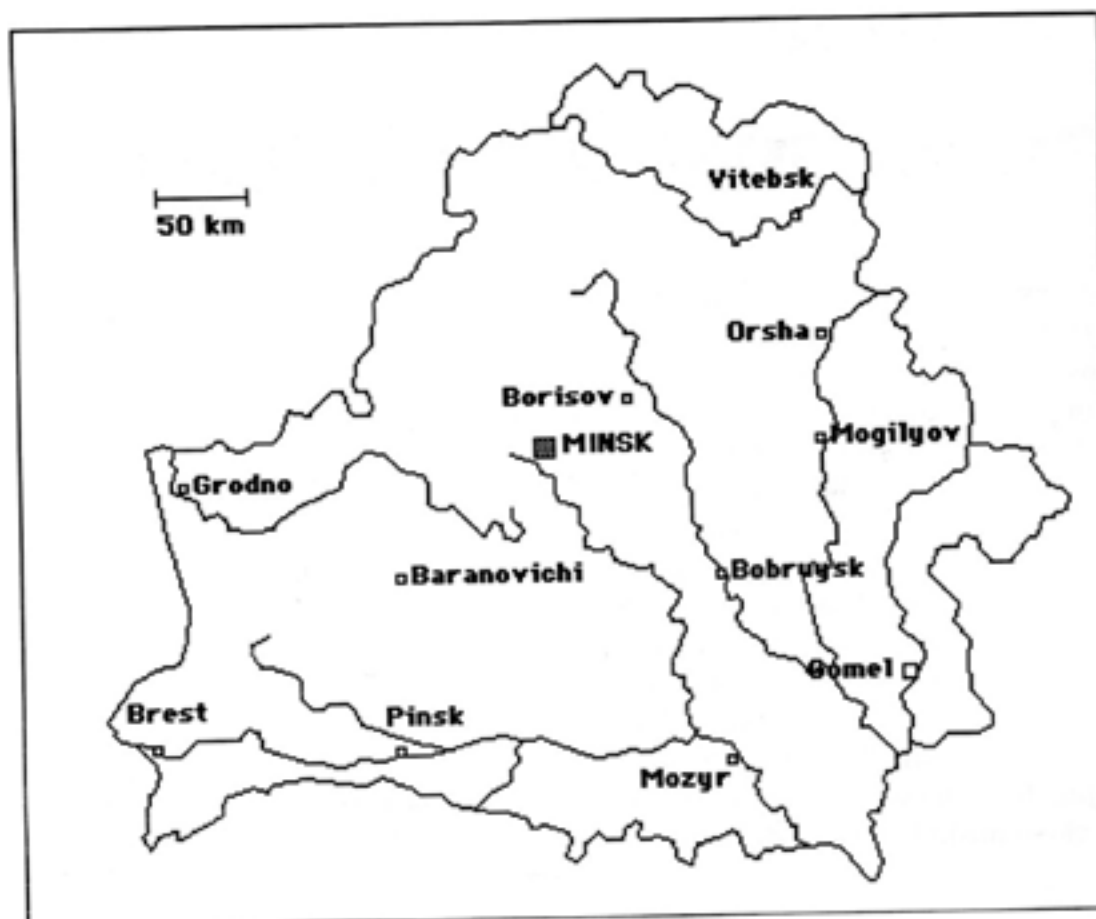 Vitebsk
50 km
Orsha
Borisov
MINSK
Mogilyov
Grodno
Baranovichi
Bobruysk
Gomel
Brest
Pinsk
Mozyr